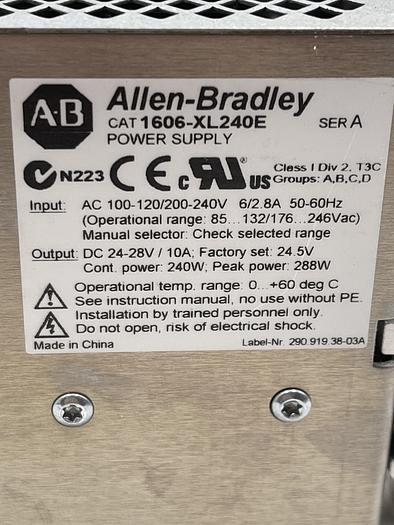 AB Allen-Bradley
CAT 1606-XL240E SER A
POWER SUPPLY
N223 CE c RU ® US Class I Div 2, T3C
Groups: A,B,C,D
Input: AC 100-120/200-240V 6/2.8A 50-60Hz
(Operational range: 85...132/176...246Vac)
Manual selector: Check selected range
Output: DC 24-28V / 10A; Factory set: 24.5V
Cont. power: 240W; Peak power: 288W
Operational temp. range: 0...+60 deg C
See instruction manual, no use without PE.
Installation by trained personnel only.
Do not open, risk of electrical shock.
Made in China Label-Nr. 290.919.38-03A